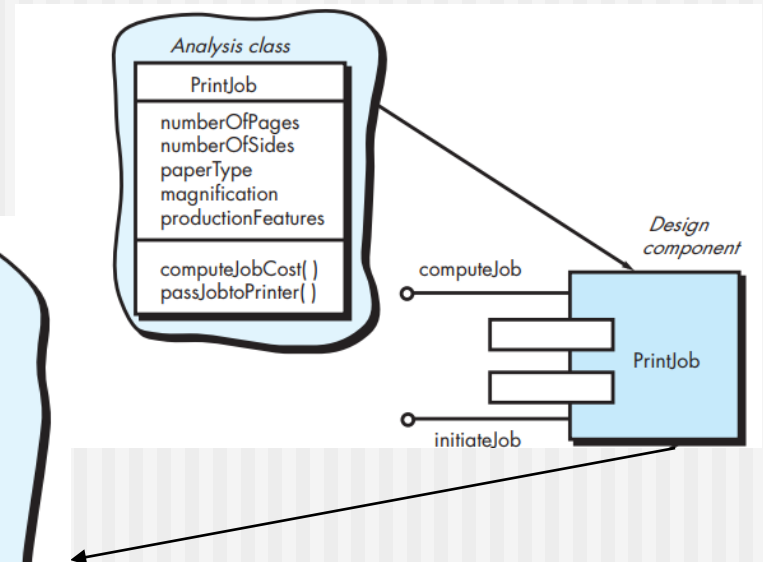 Analysis class
PrintJob
numberOfPages
numberOfSides
paperType
magnification
productionFeatures
computeJobCost( )
passJobtoPrinter( )
Design
component
computeJob
PrintJob
initiateJob